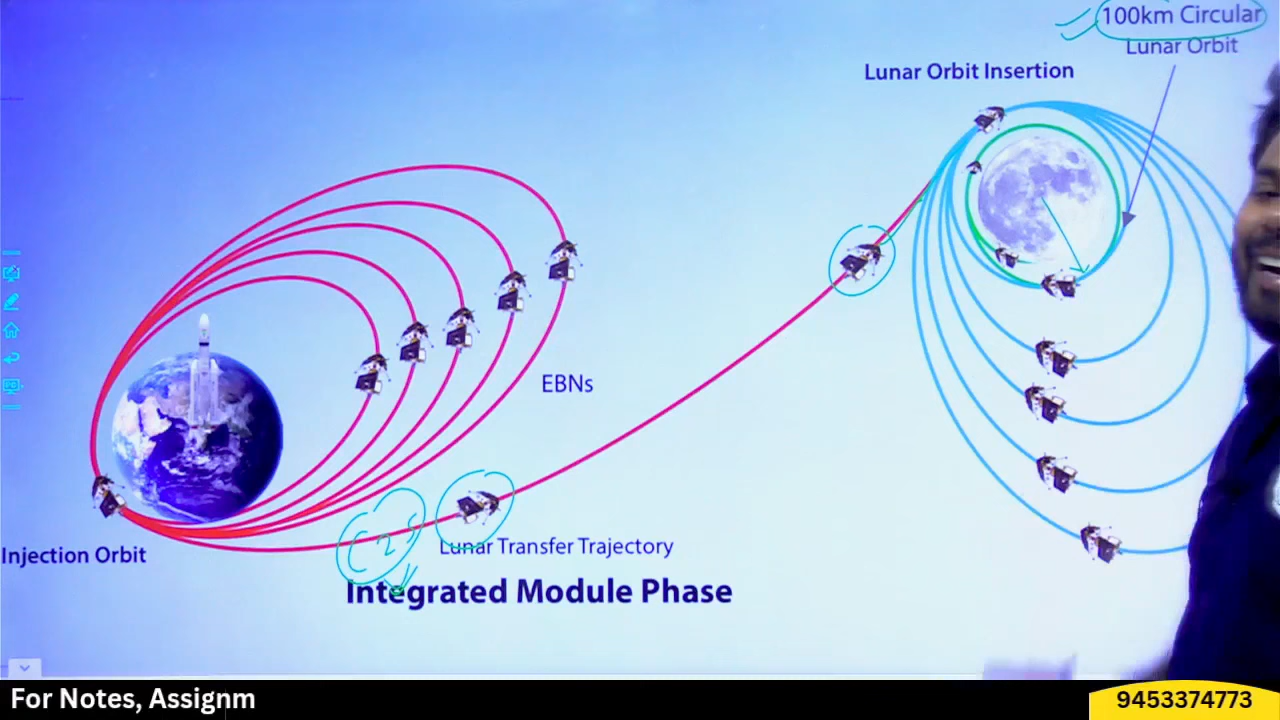 100km Circular
Lunar Orbit
Lunar Orbit Insertion
EBNs
(2)
Lunar Transfer Trajectory
Injection Orbit
Integrated Module Phase
For Notes, Assignm
9453374773